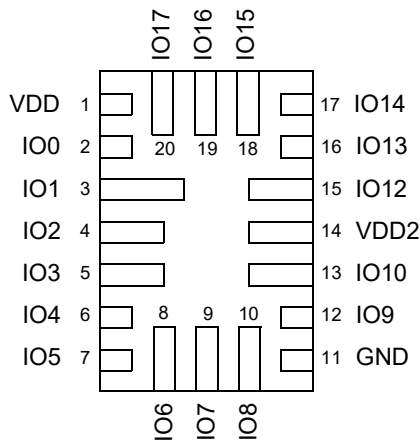 IO17 IO16 IO15
VDD 1 17 IO14
IO0 2 20 19 18 16 IO13
IO1 3 15 IO12
IO2 4 14 VDD2
IO3 5 13 IO10
IO4 6 8 9 10 12 IO9
IO5 7 11 GND
IO6 IO7 IO8